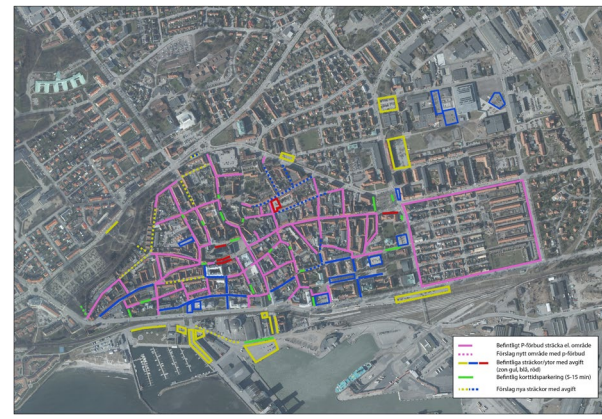 Befintligt P-förbud sträcka el. område
Förslag nytt område med p-förbud
Befintliga sträckor/ytor med avgift
(zon gul, blå, röd)
Befintlig korttidsparkering (5-15 min)
Förslag nya sträckor med avgift